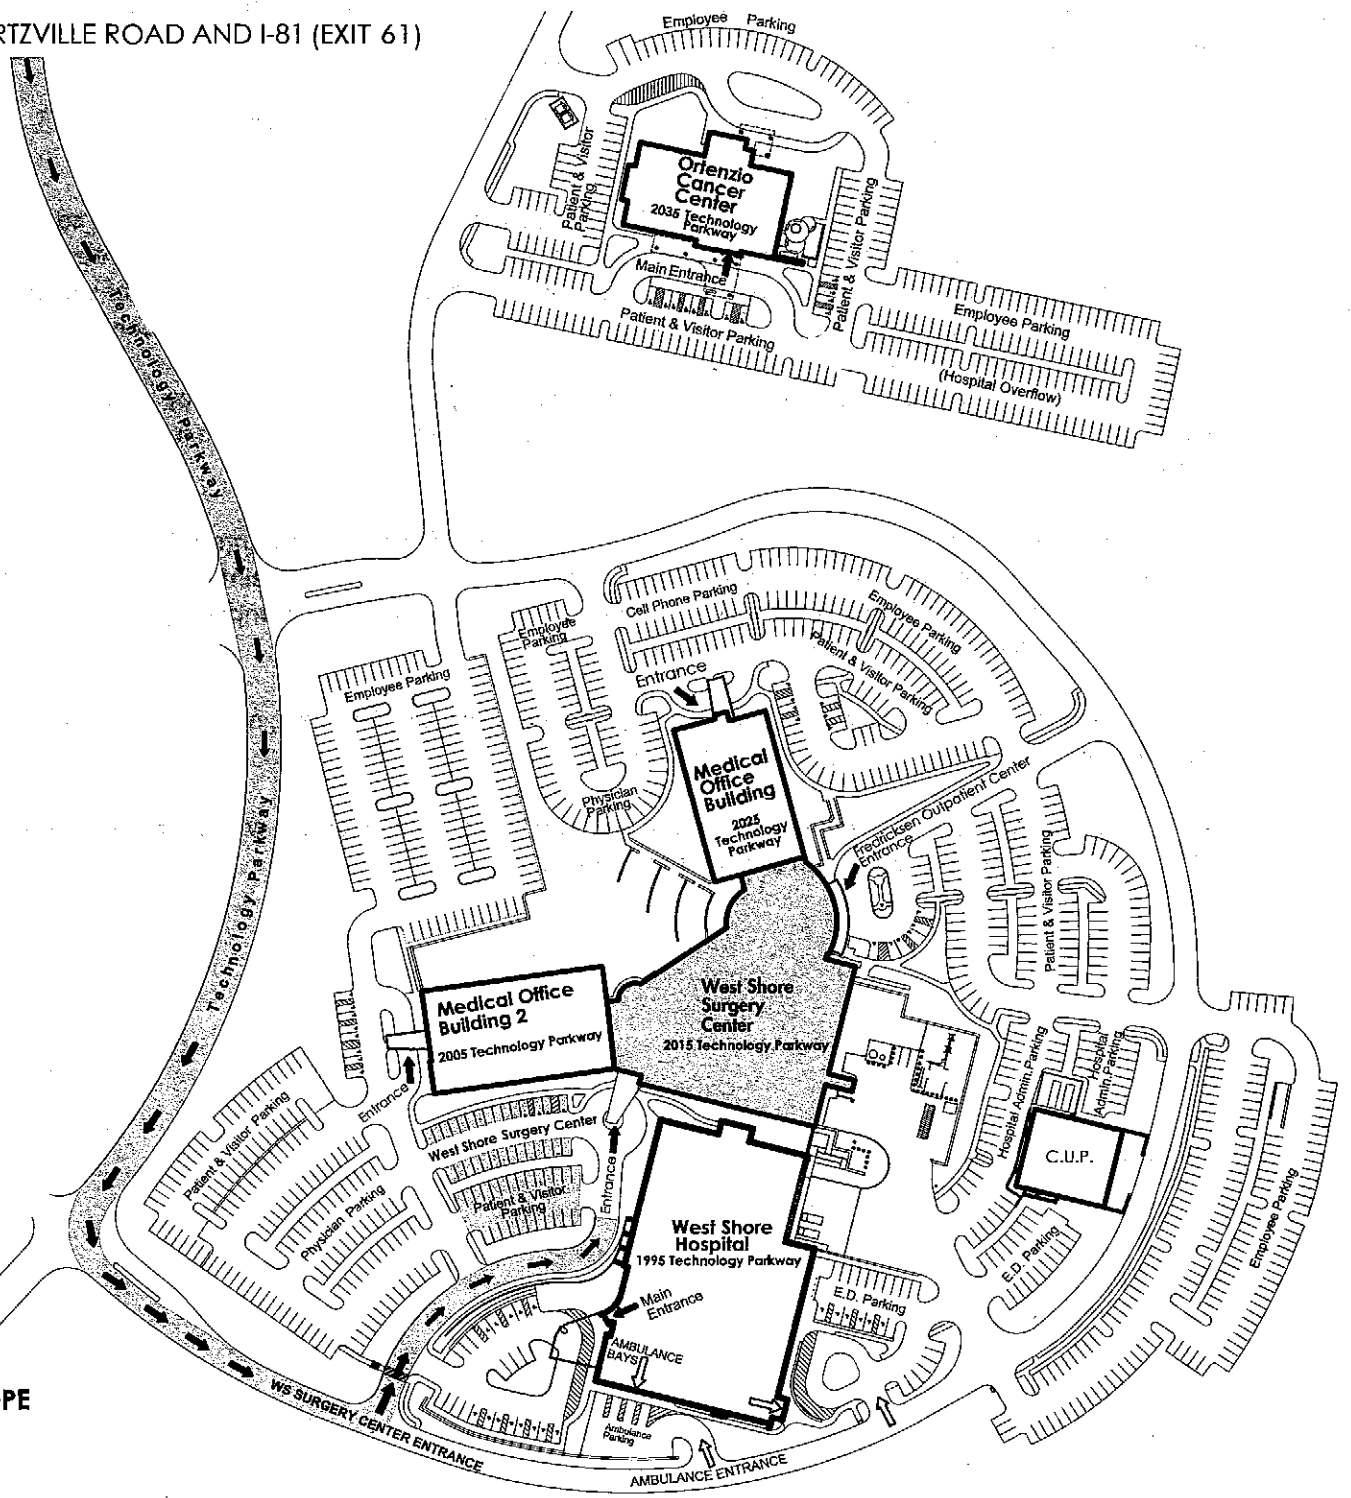 RTZVILLE ROAD AND I-81 (EXIT 61)
Employee Parking
Patient & Visitor
Parking
Ortenzio
Cancer
Center
2035 Technology
Parkway
Patient & Visitor Parking
Main Entrance
Patient & Visitor Parking
Employee Parking
(Hospital Overflow)
Technology Parkway
Cell Phone Parking
Employee Parking
Employee
Parking
Patient & Visitor Parking
Entrance
Employee Parking
Medical
Office
Building
2025
Technology
Parkway
Physician
Parking
Fredricksen Outpatient Center
Entrance
Patient & Visitor Parking
Technology Parkway
Medical Office
Building 2
2005 Technology Parkway
West Shore
Surgery
Center
2015 Technology Parkway
Hospital Admin. Parking
Hospital
Admin. Parking
Entrance
Patient & Visitor Parking
West Shore Surgery Center
C.U.P.
Patient & Visitor
Parking
Entrance
Physician Parking
West Shore
Hospital
1995 Technology Parkway
Employee Parking
E.D. Parking
E.D. Parking
Main
Entrance
AMBULANCE
BAYS
PE
WS SURGERY CENTER ENTRANCE
Ambulance
Parking
AMBULANCE ENTRANCE